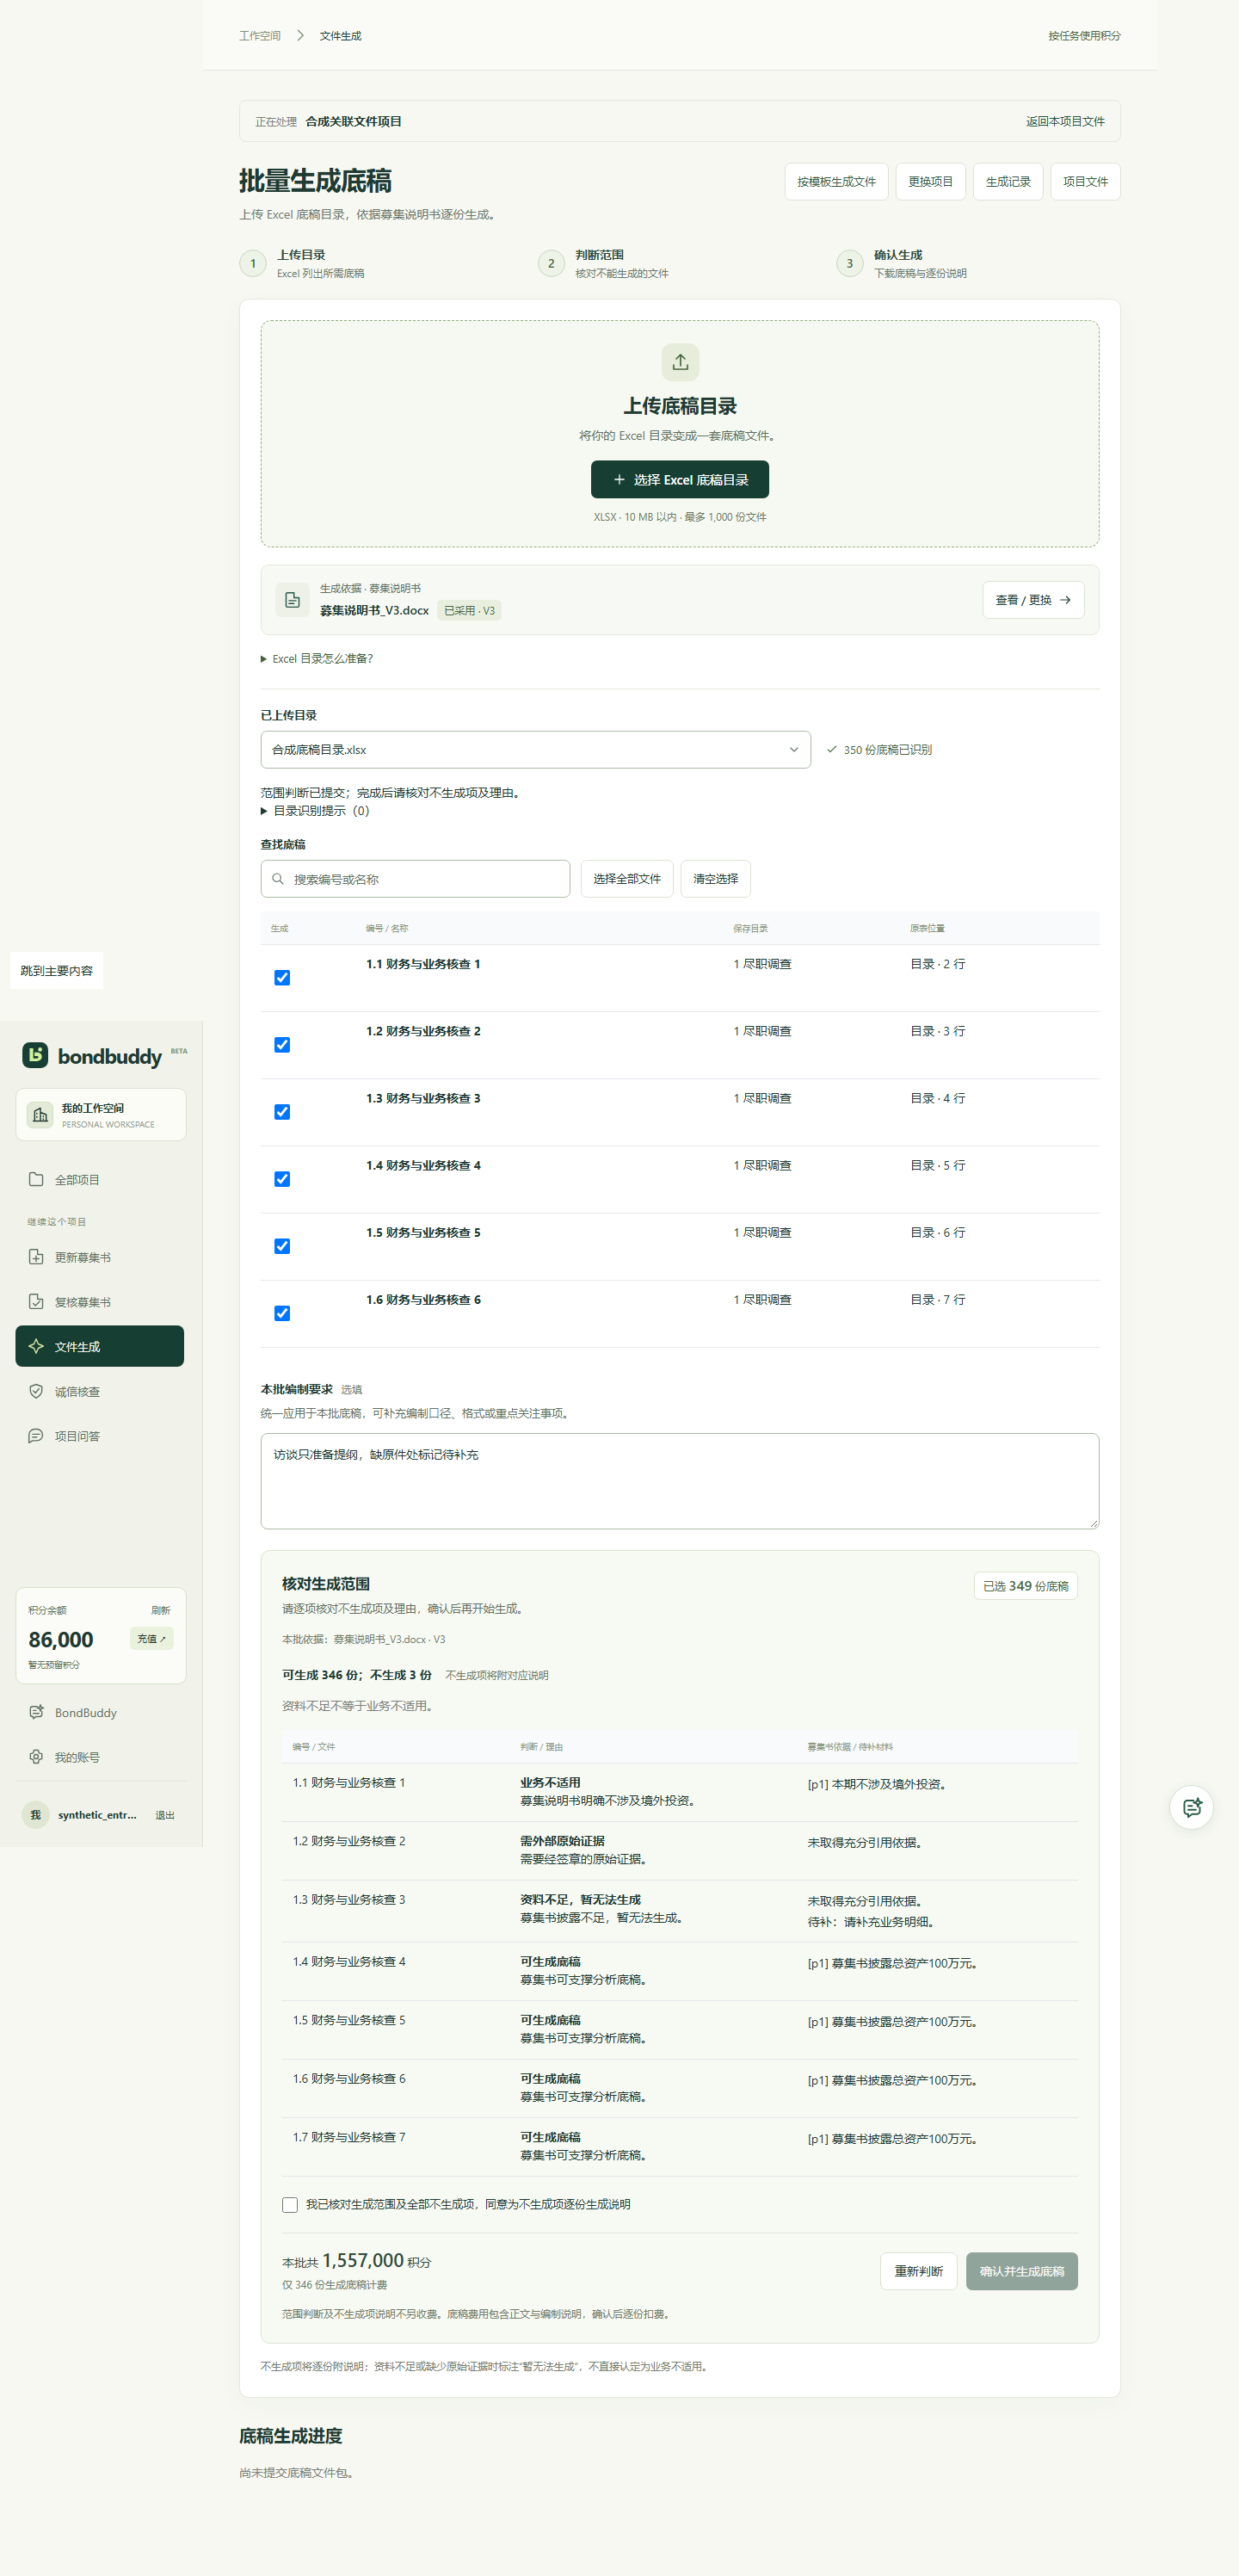 工作空间 > 文件生成
按任务使用积分
正在处理 合成关联文件项目
返回本项目文件
批量生成底稿
按模板生成文件
更换项目
生成记录
项目文件
上传 Excel 底稿目录，依据募集说明书逐份生成。
1
上传目录
Excel 列出所需底稿
2
判断范围
核对不能生成的文件
3
确认生成
下载底稿与逐份说明
上传底稿目录
将你的 Excel 目录变成一套底稿文件。
选择 Excel 底稿目录
XLSX · 10 MB 以内 · 最多 1,000 份文件
生成依据 · 募集说明书
募集说明书_V3.docx 已采用 · V3
查看 / 更换 →
Excel 目录怎么准备?
已上传目录
合成底稿目录.xlsx
350 份底稿已识别
范围判断已提交；完成后请核对不生成项及理由。
目录识别提示（0）
查找底稿
搜索编号或名称
选择全部文件
清空选择
生成 编号 / 名称 保存目录 原表位置
1.1 财务与业务核查 1 1 尽职调查 目录 · 2 行
1.2 财务与业务核查 2 1 尽职调查 目录 · 3 行
1.3 财务与业务核查 3 1 尽职调查 目录 · 4 行
1.4 财务与业务核查 4 1 尽职调查 目录 · 5 行
1.5 财务与业务核查 5 1 尽职调查 目录 · 6 行
1.6 财务与业务核查 6 1 尽职调查 目录 · 7 行
本批编制要求 选填
统一应用于本批底稿，可补充编制口径、格式或重点关注事项。
访谈只准备提纲，缺原件处标记待补充
核对生成范围
已选 349 份底稿
请逐项核对不生成项及理由，确认后再开始生成。
本批依据：募集说明书_V3.docx · V3
可生成 346 份；不生成 3 份 不生成项将附对应说明
资料不足不等于业务不适用。
编号 / 文件 判断 / 理由 募集书依据 / 待补材料
1.1 财务与业务核查 1
业务不适用
募集说明书明确不涉及境外投资。
[p1] 本期不涉及境外投资。
1.2 财务与业务核查 2
需外部原始证据
需要经签章的原始证据。
未取得充分引用依据。
1.3 财务与业务核查 3
资料不足，暂无法生成
募集书披露不足，暂无法生成。
未取得充分引用依据。
待补：请补充业务明细。
1.4 财务与业务核查 4
可生成底稿
募集书可支撑分析底稿。
[p1] 募集书披露总资产100万元。
1.5 财务与业务核查 5
可生成底稿
募集书可支撑分析底稿。
[p1] 募集书披露总资产100万元。
1.6 财务与业务核查 6
可生成底稿
募集书可支撑分析底稿。
[p1] 募集书披露总资产100万元。
1.7 财务与业务核查 7
可生成底稿
募集书可支撑分析底稿。
[p1] 募集书披露总资产100万元。
我已核对生成范围及全部不生成项，同意为不生成项逐份生成说明
本批共 1,557,000 积分
仅 346 份生成底稿计费
重新判断
确认并生成底稿
范围判断及不生成项说明不另收费。底稿费用包含正文与编制说明，确认后逐份扣费。
不生成项将逐份附说明；资料不足或缺少原始证据时标注“暂无法生成”，不直接认定为业务不适用。
底稿生成进度
尚未提交底稿文件包。
跳到主要内容
bondbuddy BETA
我的工作空间
PERSONAL WORKSPACE
全部项目
继续这个项目
更新募集书
复核募集书
文件生成
诚信核查
项目问答
积分余额 刷新
86,000 充值 ↗
暂无预留积分
BondBuddy
我的账号
我 synthetic_entr... 退出